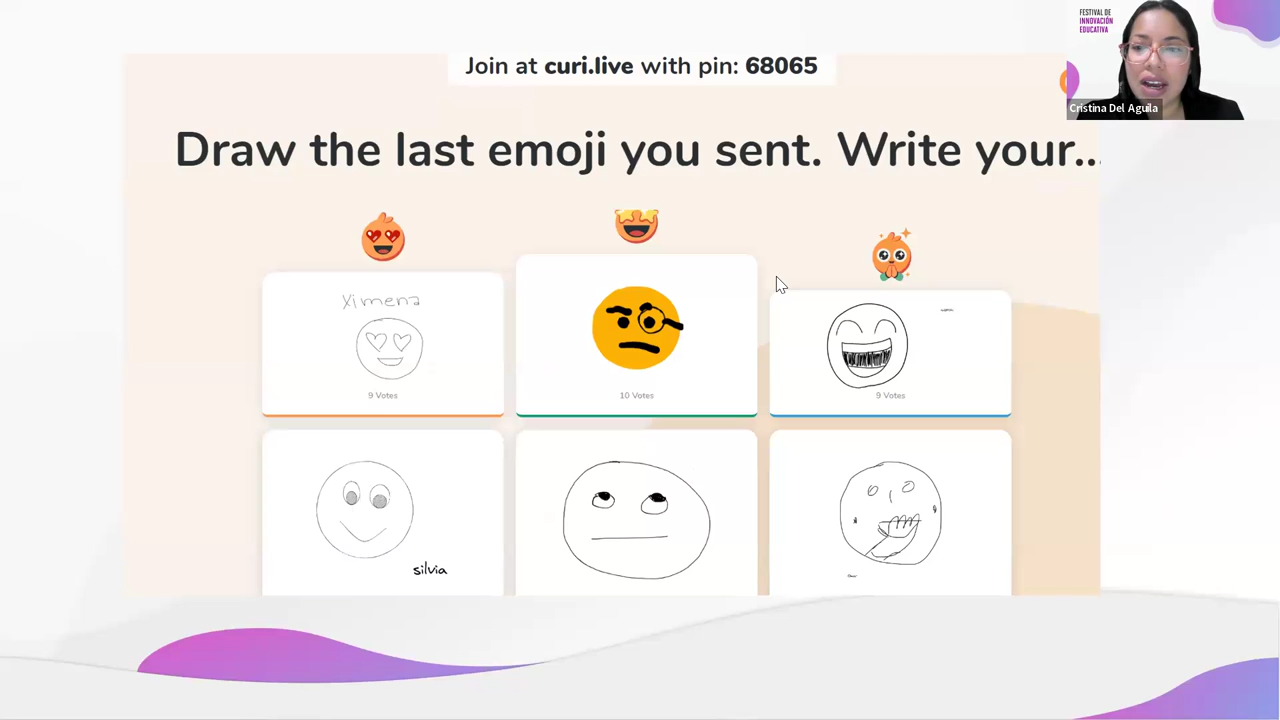 Join at curi.live with pin: 68065
FESTIVAL DE
INNOVACIÓN
EDUCATIVA
Cristina Del Aguila
Draw the last emoji you sent. Write your...
Ximena
9 Votes
10 Votes
9 Votes
silvia